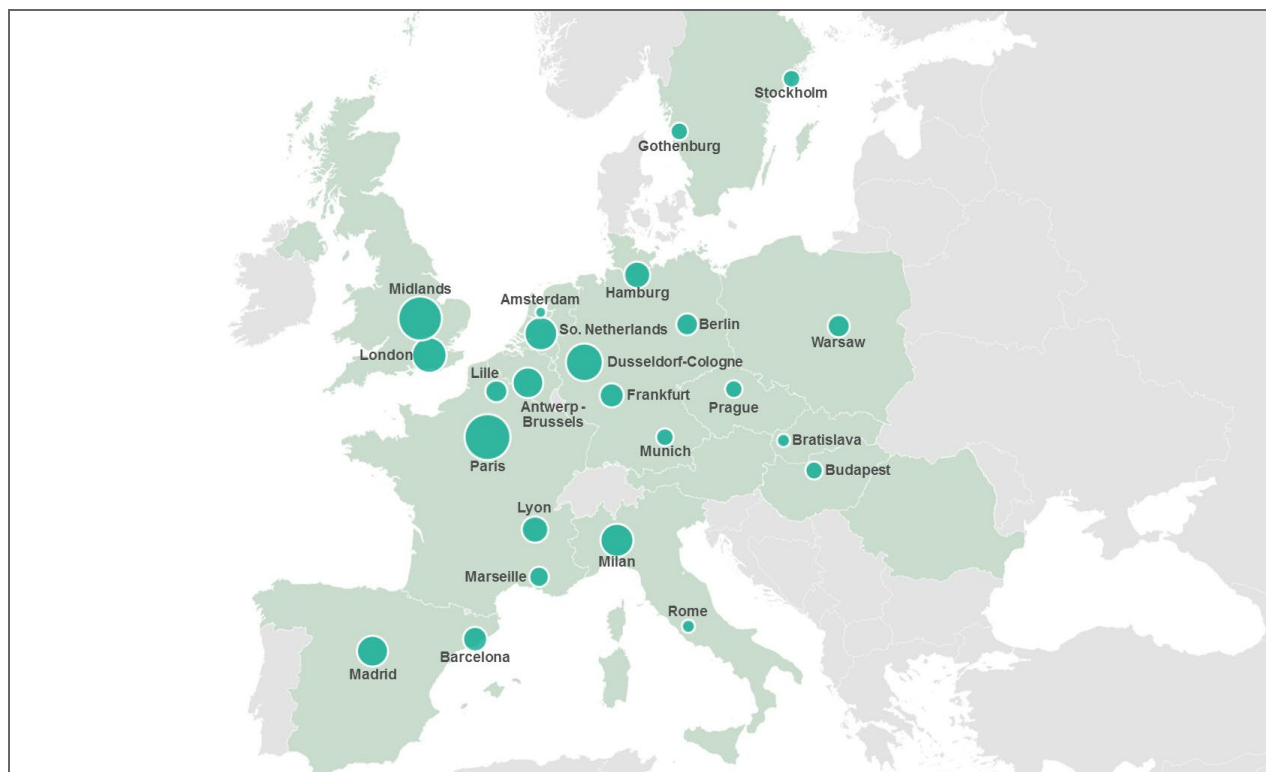 Stockholm
Gothenburg
Midlands
Hamburg
Amsterdam
So. Netherlands
Berlin
Warsaw
London
Dusseldorf-Cologne
Lille
Antwerp -
Brussels
Frankfurt
Prague
Paris
Munich
Bratislava
Budapest
Lyon
Milan
Marseille
Rome
Barcelona
Madrid